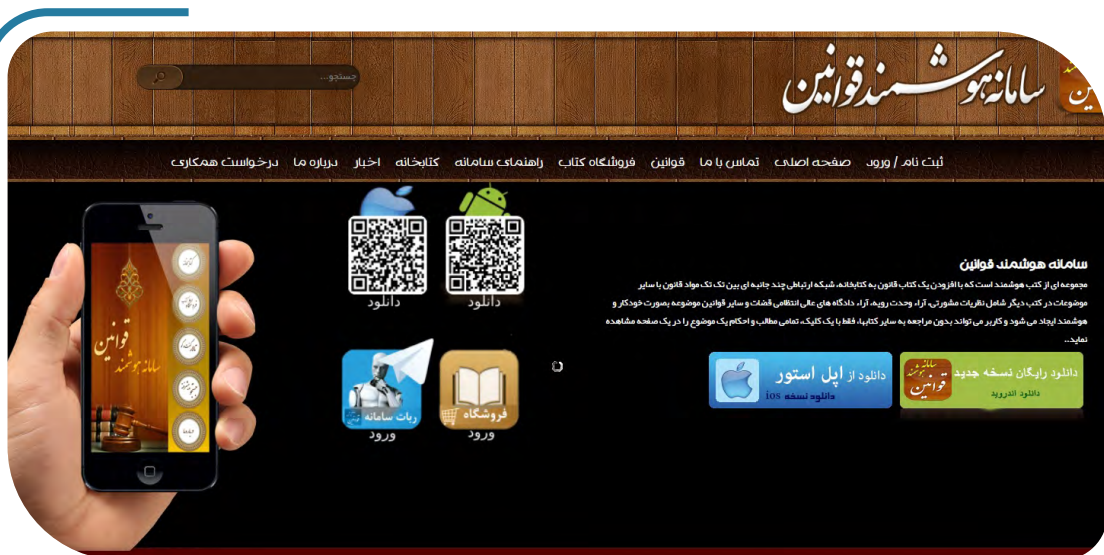 سامانه هوشمند قوانین
جستجو...
ثبت نام / ورود صفحه اصلی تماس با ما قوانین فروشگاه کتاب راهنمای سامانه کتابخانه اخبار درباره ما درخواست همکاری
سامانه هوشمند قوانین
مجموعه ای از کتب هوشمند است که با افزودن یک کتاب قانون به کتابخانه، شبکه ارتباطی چند جانبه ای بین تک تک مواد قانون با سایر
موضوعات در کتب دیگر شامل نظریات مشورتی، آراء وحدت رویه، آراء دادگاه های عالی انتظامی قضات و سایر قوانین موضوعه بصورت خودکار و
هوشمند ایجاد می شود و کاربر می تواند بدون مراجعه به سایر کتابها، فقط با یک کلیک، تمامی مطالب و احکام یک موضوع را در یک صفحه مشاهده
نماید..
دانلود رایگان نسخه جدید
دانلود اندروید
سامانه هوشمند
قوانین
دانلود از اپل استور
دانلود نسخه ios
دانلود
دانلود
فروشگاه
ورود
ربات سامانه
ورود
قوانین
سامانه هوشمند